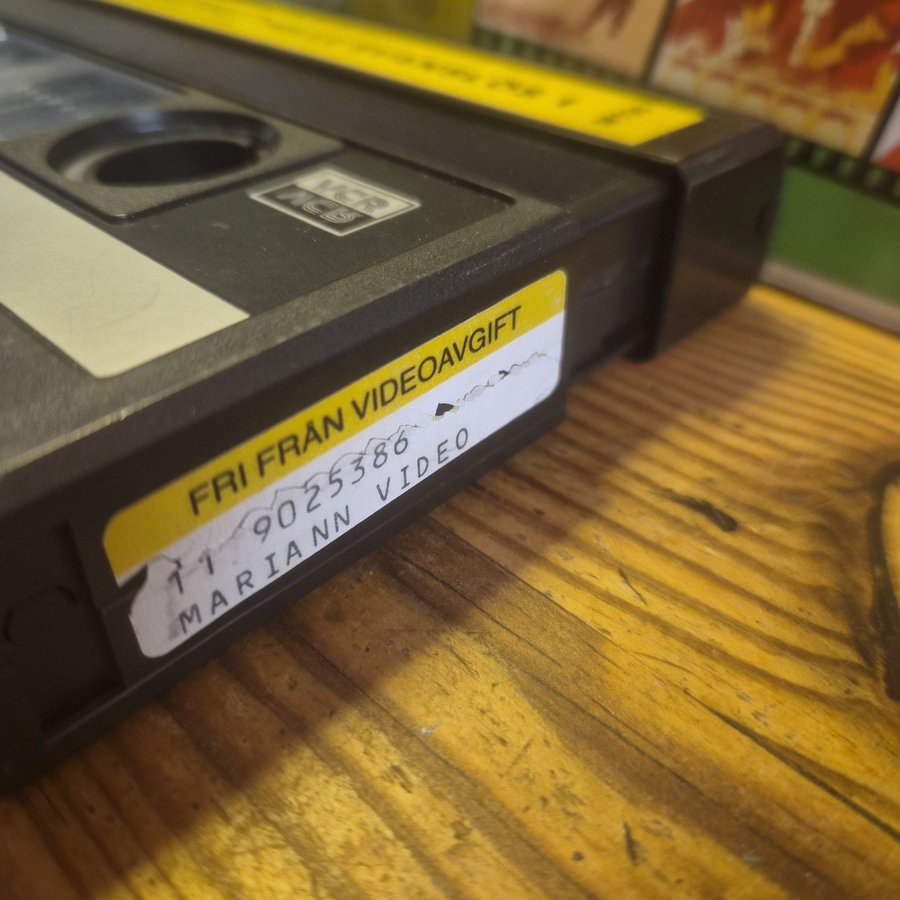 VCR
FRI FRÅN VIDEOAVGIFT
11 9025386
MARIANN VIDEO